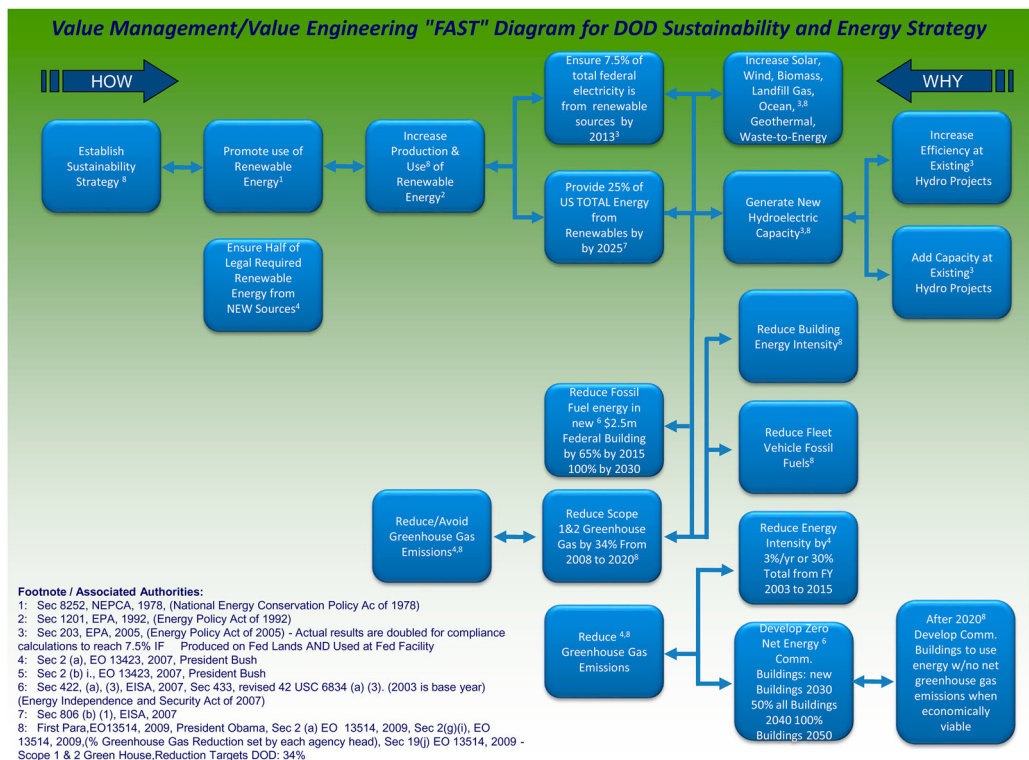 Value Management/Value Engineering "FAST" Diagram for DOD Sustainability and Energy Strategy
HOW
WHY
Establish
Sustainability
Strategy 8
Promote use of
Renewable
Energy1
Increase
Production &
Use8 of
Renewable
Energy2
Ensure 7.5% of
total federal
electricity is
from renewable
sources by
20133
Increase Solar,
Wind, Biomass,
Landfill Gas,
Ocean, 3,8
Geothermal,
Waste-to-Energy
Increase
Efficiency at
Existing3
Hydro Projects
Provide 25% of
US TOTAL Energy
from
Renewables by
by 20257
Generate New
Hydroelectric
Capacity3,8
Add Capacity at
Existing3
Hydro Projects
Ensure Half of
Legal Required
Renewable
Energy from
NEW Sources4
Reduce Building
Energy Intensity8
Reduce Fossil
Fuel energy in
new 6 $2.5m
Federal Building
by 65% by 2015
100% by 2030
Reduce Fleet
Vehicle Fossil
Fuels8
Reduce/Avoid
Greenhouse Gas
Emissions4,8
Reduce Scope
1&2 Greenhouse
Gas by 34% From
2008 to 20208
Reduce Energy
Intensity by4
3%/yr or 30%
Total from FY
2003 to 2015
Reduce 4,8
Greenhouse Gas
Emissions
Develop Zero
Net Energy 6
Comm.
Buildings: new
Buildings 2030
50% all Buildings
2040 100%
Buildings 2050
After 20208
Develop Comm.
Buildings to use
energy w/no net
greenhouse gas
emissions when
economically
viable
Footnote / Associated Authorities:
1: Sec 8252, NEPCA, 1978, (National Energy Conservation Policy Ac of 1978)
2: Sec 1201, EPA, 1992, (Energy Policy Act of 1992)
3: Sec 203, EPA, 2005, (Energy Policy Act of 2005) - Actual results are doubled for compliance
calculations to reach 7.5% IF Produced on Fed Lands AND Used at Fed Facility
4: Sec 2 (a), EO 13423, 2007, President Bush
5: Sec 2 (b) i., EO 13423, 2007, President Bush
6: Sec 422, (a), (3), EISA, 2007, Sec 433, revised 42 USC 6834 (a) (3). (2003 is base year)
(Energy Independence and Security Act of 2007)
7: Sec 806 (b) (1), EISA, 2007
8: First Para,EO13514, 2009, President Obama, Sec 2 (a) EO 13514, 2009, Sec 2(g)(i), EO
13514, 2009,(% Greenhouse Gas Reduction set by each agency head), Sec 19(j) EO 13514, 2009 -
Scope 1 & 2 Green House,Reduction Targets DOD: 34%